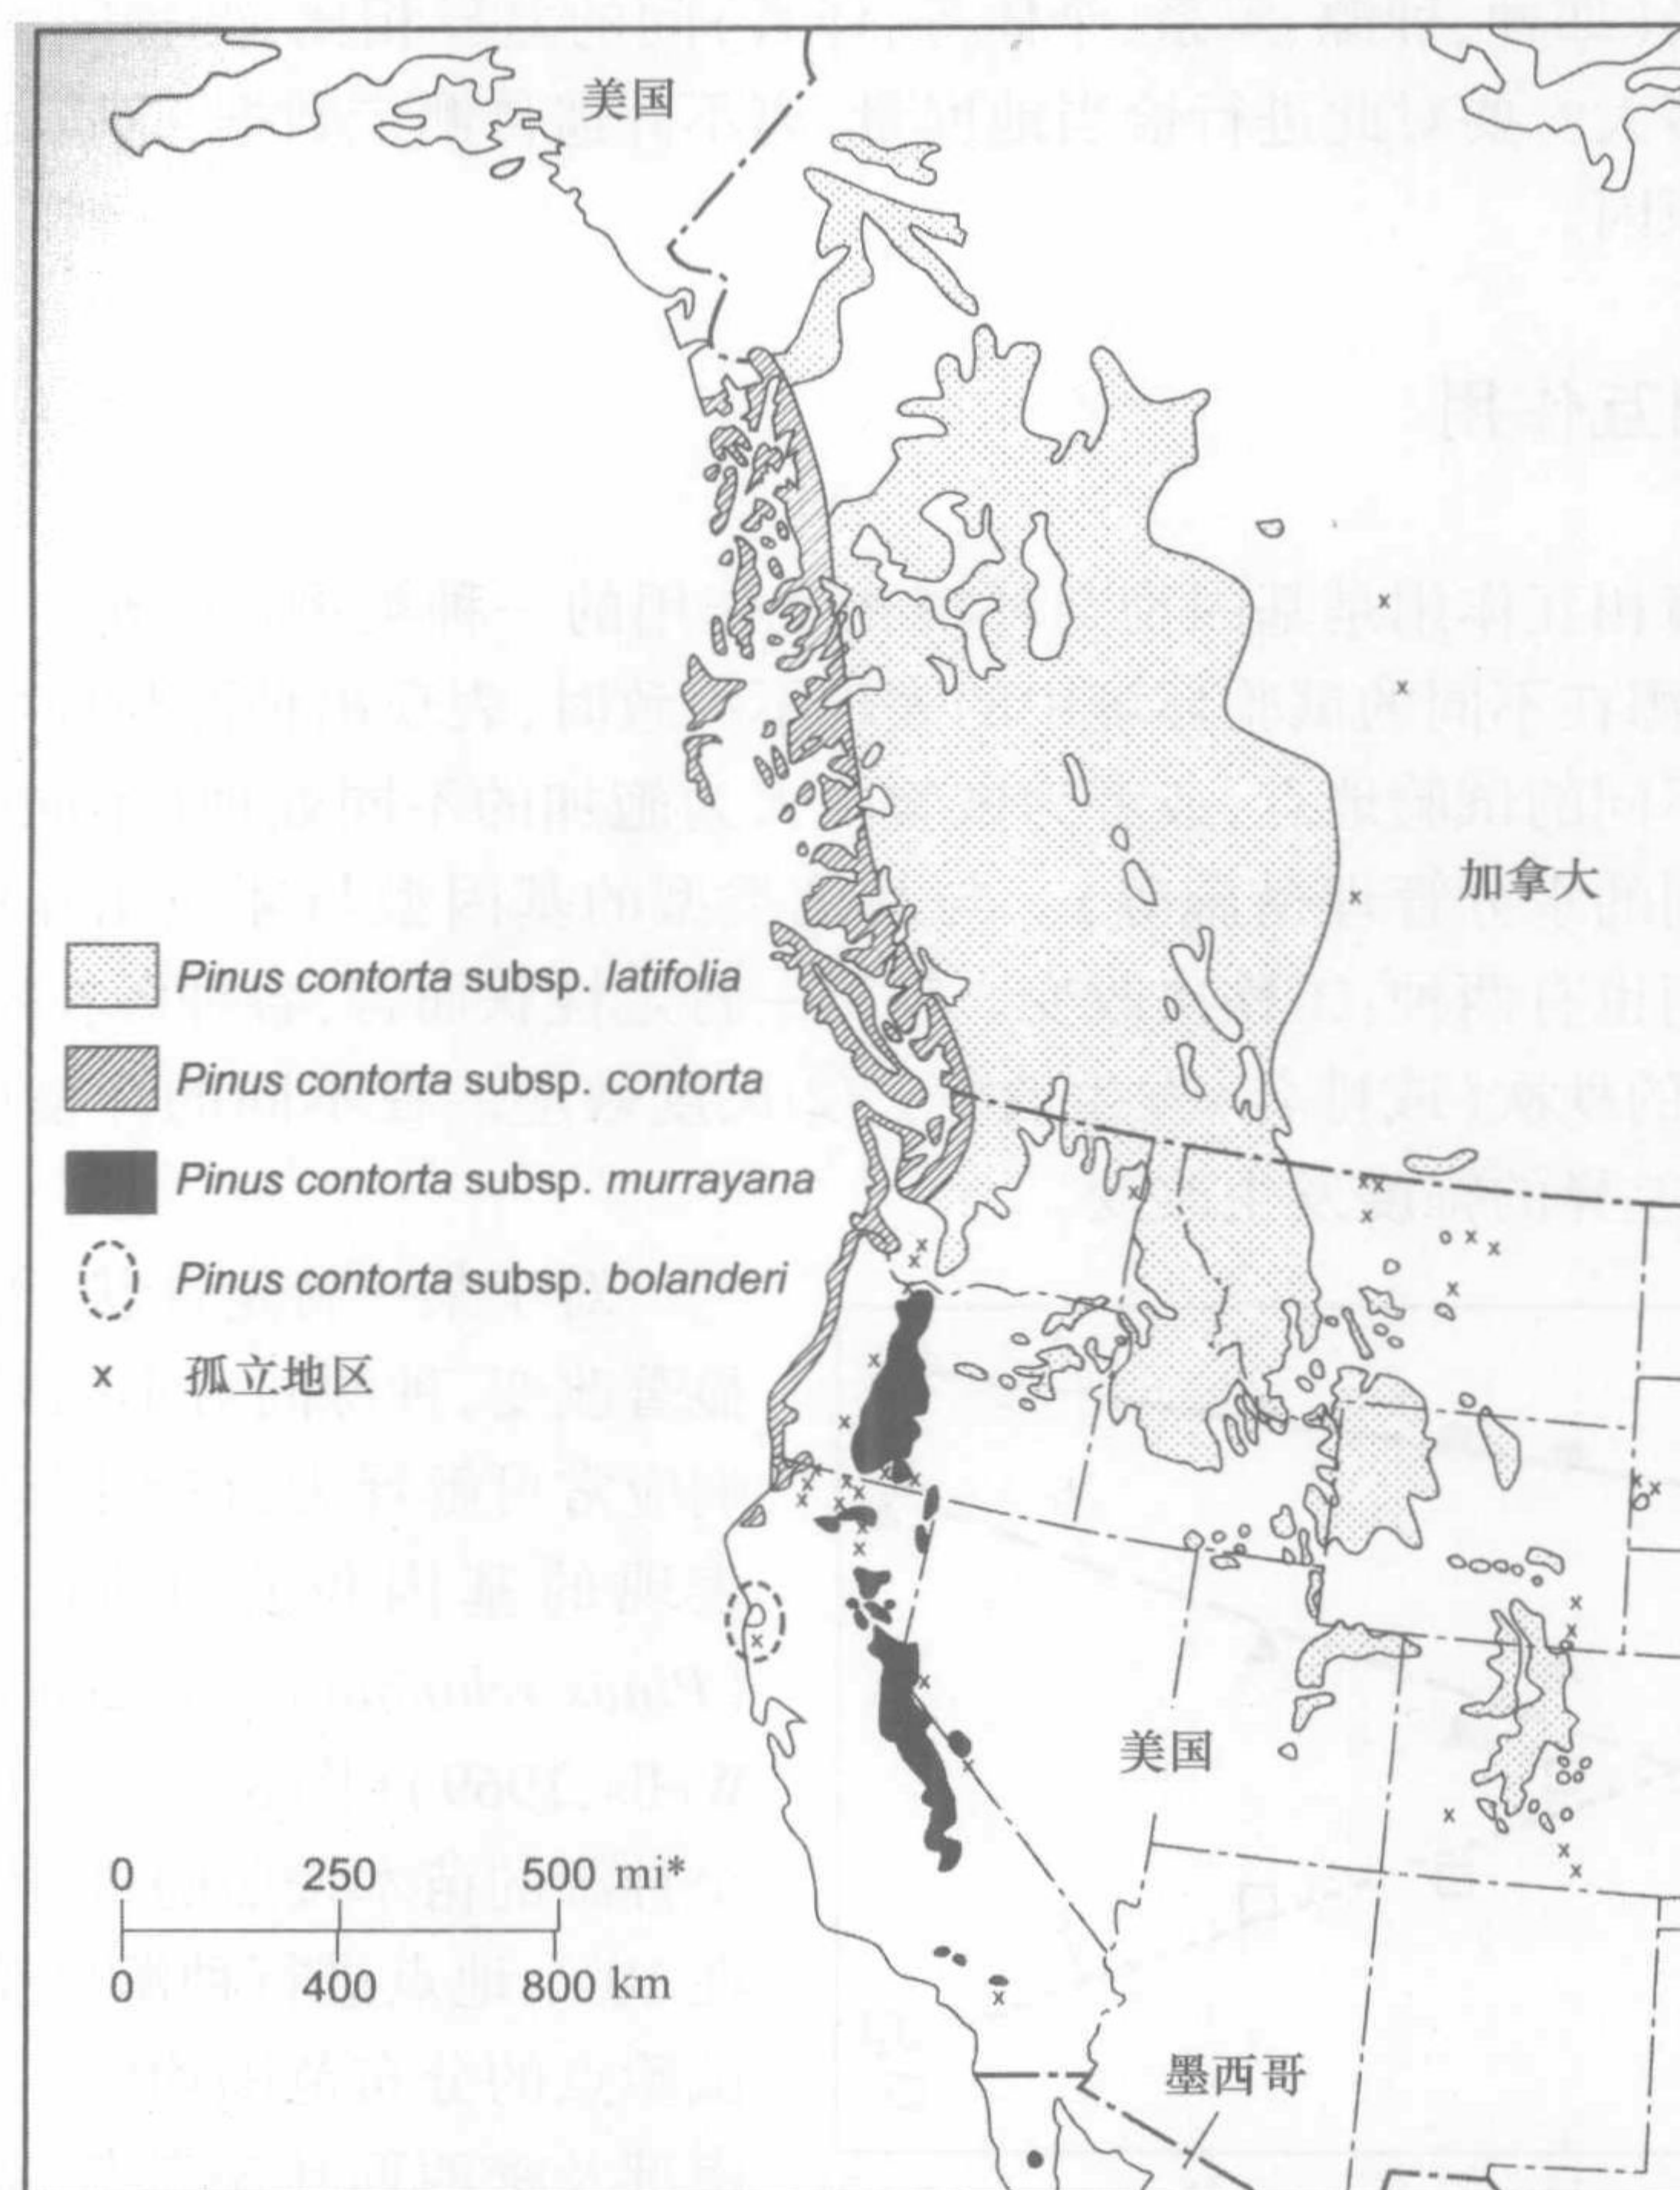 美国
加拿大
Pinus contorta subsp. latifolia
Pinus contorta subsp. contorta
Pinus contorta subsp. murrayana
Pinus contorta subsp. bolanderi
x 孤立地区
美国
0 250 500 mi*
0 400 800 km
墨西哥